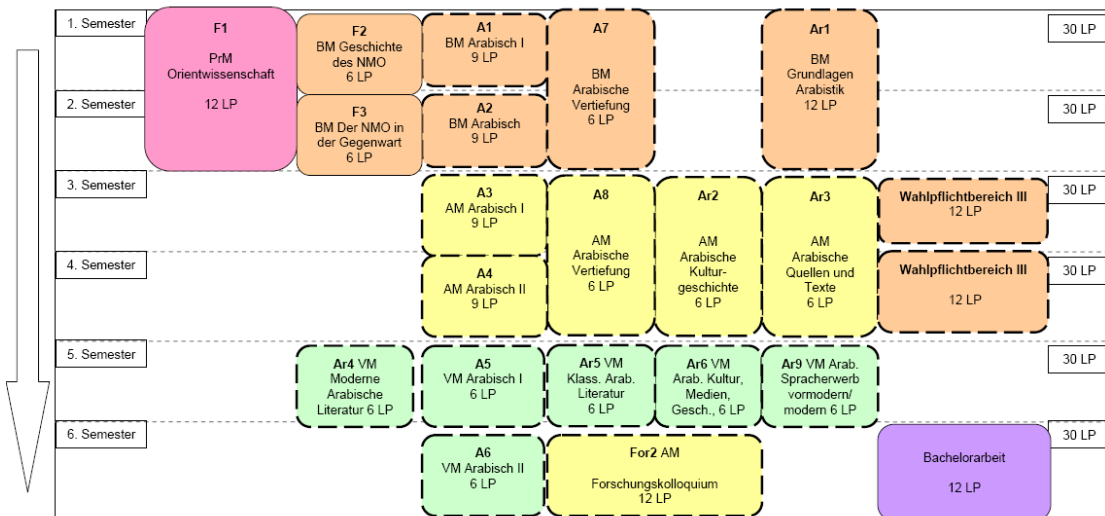 1. Semester
F1
PrM
Orientwissenschaft
12 LP
F2
BM Geschichte
des NMO
6 LP
A1
BM Arabisch I
9 LP
A7
BM
Arabische
Vertiefung
6 LP
Ar1
BM
Grundlagen
Arabistik
12 LP
30 LP
2. Semester
F3
BM Der NMO in
der Gegenwart
6 LP
A2
BM Arabisch
9 LP
30 LP
3. Semester
A3
AM Arabisch I
9 LP
A8
AM
Arabische
Vertiefung
6 LP
Ar2
AM
Arabische
Kultur-
geschichte
6 LP
Ar3
AM
Arabische
Quellen und
Texte
6 LP
Wahlpflichtbereich III
12 LP
30 LP
4. Semester
A4
AM Arabisch II
9 LP
Wahlpflichtbereich III
12 LP
30 LP
5. Semester
Ar4 VM
Moderne
Arabische
Literatur 6 LP
A5
VM Arabisch I
6 LP
Ar5 VM
Klass. Arab.
Literatur
6 LP
Ar6 VM
Arab. Kultur,
Medien,
Gesch., 6 LP
Ar9 VM Arab.
Spracherwerb
vormodern/
modern 6 LP
30 LP
6. Semester
A6
VM Arabisch II
6 LP
For2 AM
Forschungskolloquium
12 LP
Bachelorarbeit
12 LP
30 LP